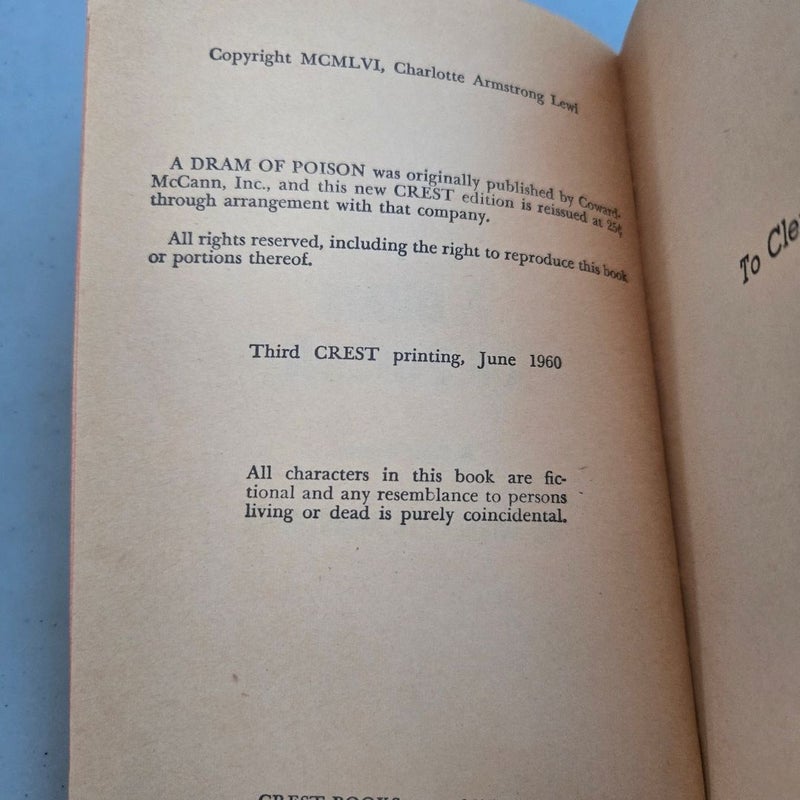 Copyright MCMLVI, Charlotte Armstrong Lewi
A DRAM OF POISON was originally published by Coward-
McCann, Inc., and this new CREST edition is reissued at 25¢
through arrangement with that company.
All rights reserved, including the right to reproduce this book
or portions thereof.
Third CREST printing, June 1960
All characters in this book are fic-
tional and any resemblance to persons
living or dead is purely coincidental.
CREST BOOKS
To Cle